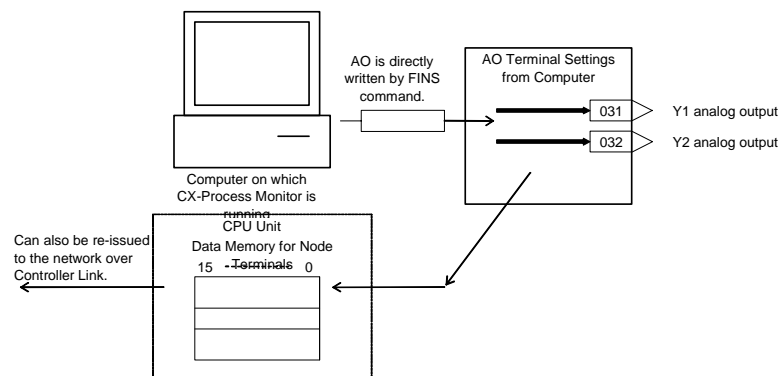 AO is directly
written by FINS
command.
AO Terminal Settings
from Computer
031
Y1 analog output
032
Y2 analog output
Computer on which
CX-Process Monitor is
running
CPU Unit
Data Memory for Node
Terminals
15
0
Can also be re-issued
to the network over
Controller Link.